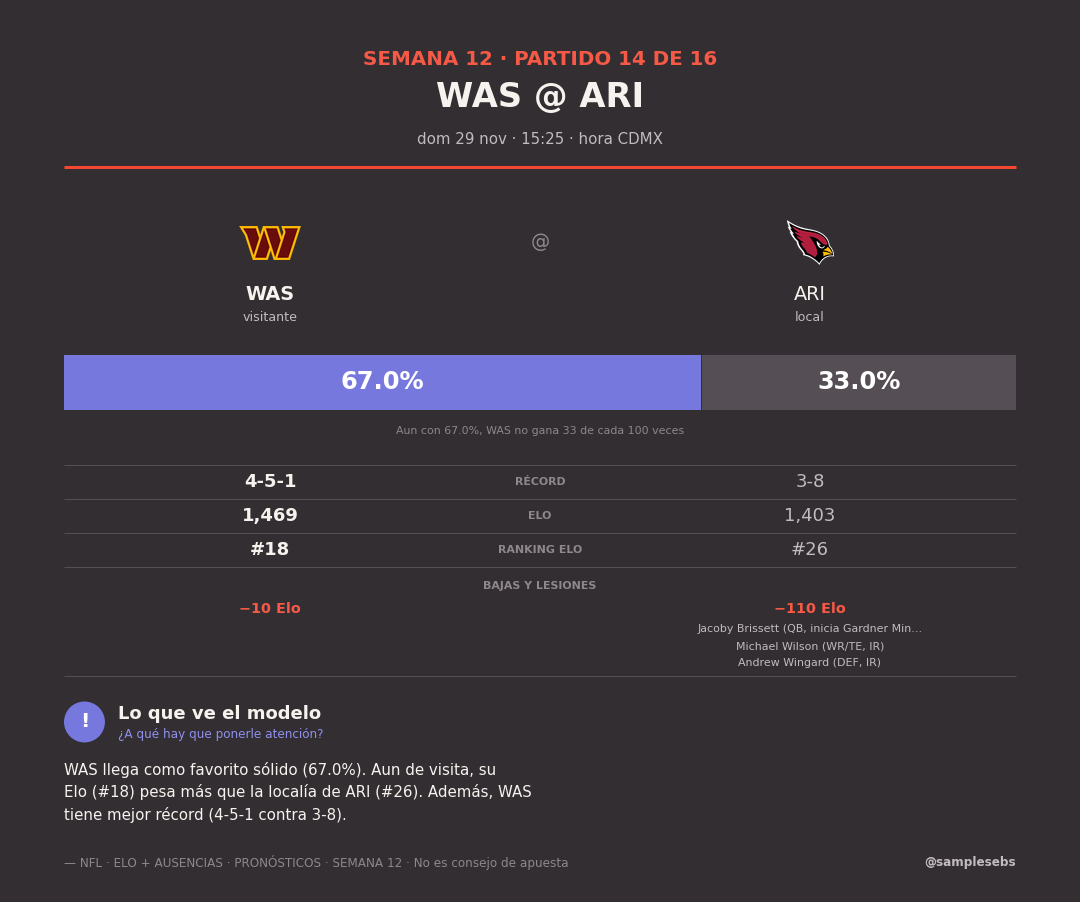 SEMANA 12 · PARTIDO 14 DE 16
WAS @ ARI
dom 29 nov · 15:25 · hora CDMX
@
WAS
visitante
ARI
local
67.0%
33.0%
Aun con 67.0%, WAS no gana 33 de cada 100 veces
4-5-1 RÉCORD 3-8
1,469 ELO 1,403
#18 RANKING ELO #26
BAJAS Y LESIONES
−10 Elo −110 Elo
Jacoby Brissett (QB, inicia Gardner Min...
Michael Wilson (WR/TE, IR)
Andrew Wingard (DEF, IR)
!
Lo que ve el modelo
¿A qué hay que ponerle atención?
WAS llega como favorito sólido (67.0%). Aun de visita, su
Elo (#18) pesa más que la localía de ARI (#26). Además, WAS
tiene mejor récord (4-5-1 contra 3-8).
— NFL · ELO + AUSENCIAS · PRONÓSTICOS · SEMANA 12 · No es consejo de apuesta
@samplesebs